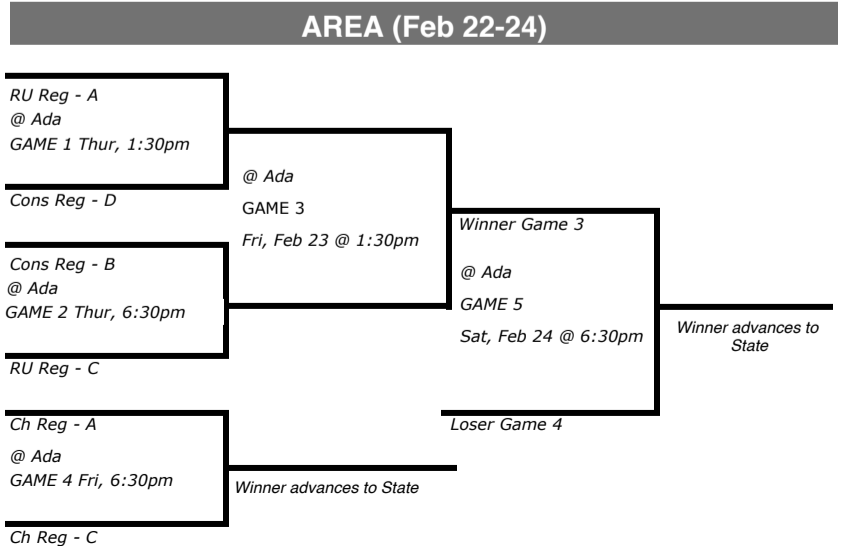 AREA (Feb 22-24)
RU Reg - A
@ Ada
GAME 1 Thur, 1:30pm
Cons Reg - D
@ Ada
GAME 3
Fri, Feb 23 @ 1:30pm
Cons Reg - B
@ Ada
GAME 2 Thur, 6:30pm
RU Reg - C
Winner Game 3
@ Ada
GAME 5
Sat, Feb 24 @ 6:30pm
Loser Game 4
Winner advances to
State
Ch Reg - A
@ Ada
GAME 4 Fri, 6:30pm
Ch Reg - C
Winner advances to State